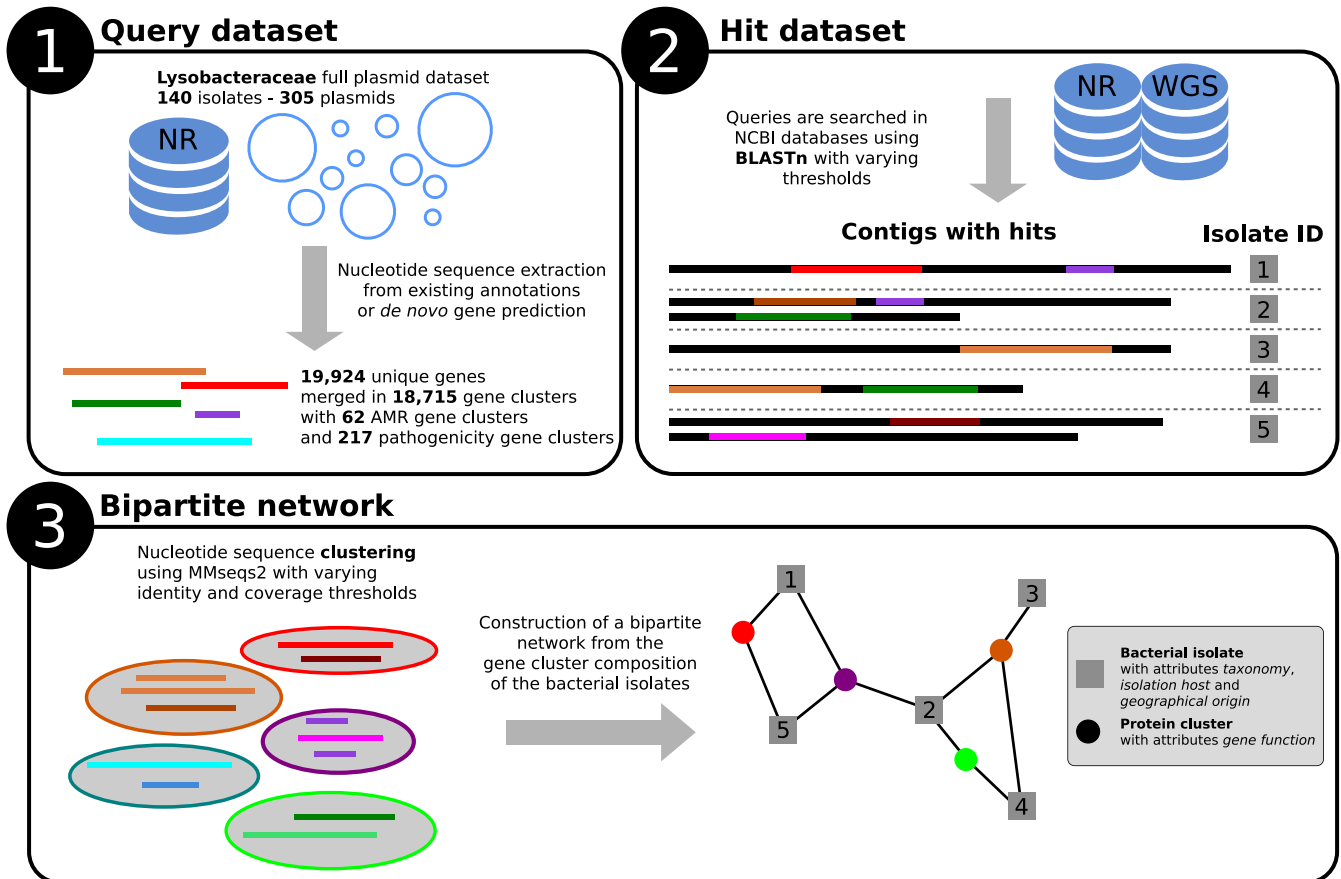 1
Query dataset
Lysobacteraceae full plasmid dataset
140 isolates - 305 plasmids
NR
Nucleotide sequence extraction
from existing annotations
or de novo gene prediction
19,924 unique genes
merged in 18,715 gene clusters
with 62 AMR gene clusters
and 217 pathogenicity gene clusters
2
Hit dataset
Queries are searched in
NCBI databases using
BLASTn with varying
thresholds
NR
WGS
Contigs with hits
Isolate ID
1
2
3
4
5
3
Bipartite network
Nucleotide sequence clustering
using MMseqs2 with varying
identity and coverage thresholds
Construction of a bipartite
network from the
gene cluster composition
of the bacterial isolates
1
3
2
5
4
Bacterial isolate
with attributes taxonomy,
isolation host and
geographical origin
Protein cluster
with attributes gene function